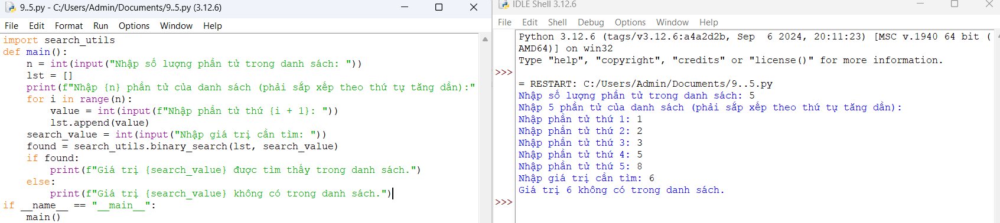 9..5.py - C:/Users/Admin/Documents/9..5.py (3.12.6)
File Edit Format Run Options Window Help
import search_utils
def main():
    n = int(input("Nhập số lượng phần tử trong danh sách: "))
    lst = []
    print(f"Nhập {n} phần tử của danh sách (phải sắp xếp theo thứ tự tăng dần):"
    for i in range(n):
        value = int(input(f"Nhập phần tử thứ {i + 1}: "))
        lst.append(value)
    search_value = int(input("Nhập giá trị cần tìm: "))
    found = search_utils.binary_search(lst, search_value)
    if found:
        print(f"Giá trị {search_value} được tìm thấy trong danh sách.")
    else:
        print(f"Giá trị {search_value} không có trong danh sách.")
if __name__ == "__main__":
    main()
IDLE Shell 3.12.6
File Edit Shell Debug Options Window Help
Python 3.12.6 (tags/v3.12.6:a4a2d2b, Sep  6 2024, 20:11:23) [MSC v.1940 64 bit (
AMD64)] on win32
Type "help", "copyright", "credits" or "license()" for more information.
>>>
= RESTART: C:/Users/Admin/Documents/9..5.py
Nhập số lượng phần tử trong danh sách: 5
Nhập 5 phần tử của danh sách (phải sắp xếp theo thứ tự tăng dần):
Nhập phần tử thứ 1: 1
Nhập phần tử thứ 2: 2
Nhập phần tử thứ 3: 3
Nhập phần tử thứ 4: 5
Nhập phần tử thứ 5: 8
Nhập giá trị cần tìm: 6
Giá trị 6 không có trong danh sách.
>>>